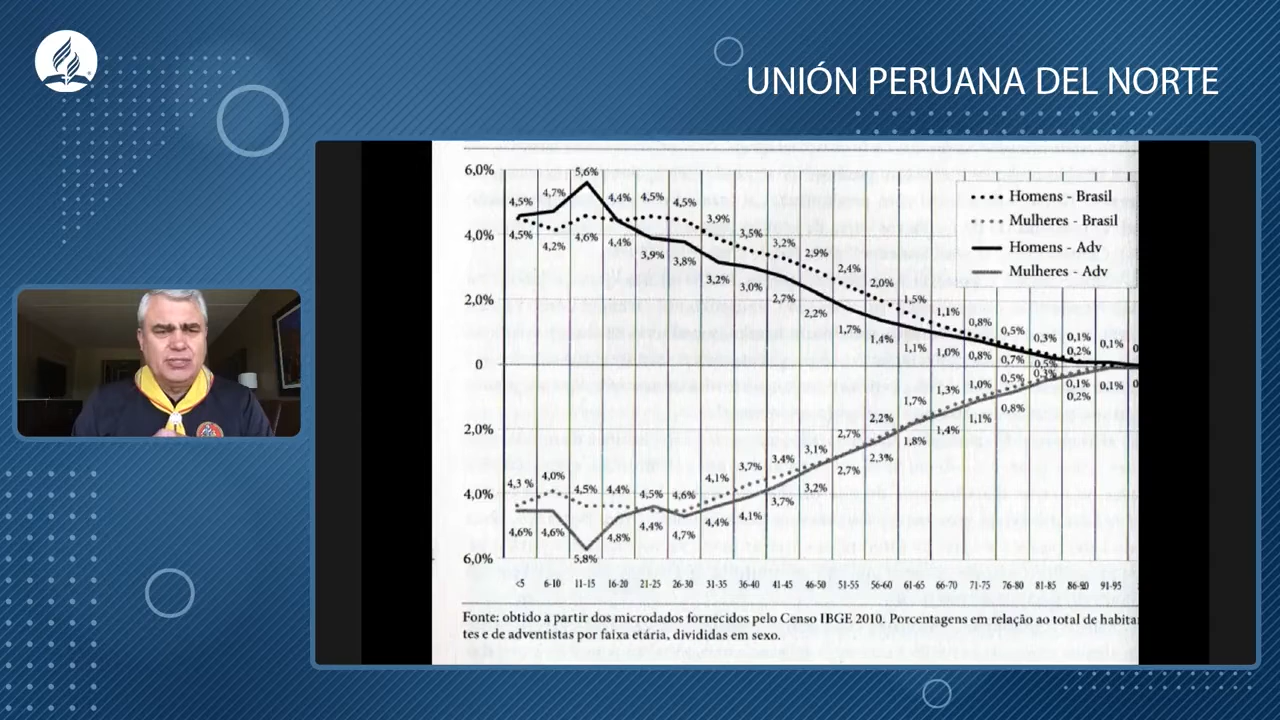 UNIÓN PERUANA DEL NORTE
6,0%
4,0%
2,0%
0
2,0%
4,0%
6,0%
Homens - Brasil
Mulheres - Brasil
Homens - Adv
Mulheres - Adv
4,5% 4,7% 5,6% 4,4% 4,5% 4,5% 3,9% 3,5% 3,2% 2,9% 2,4% 2,0% 1,5% 1,1% 0,8% 0,5% 0,3% 0,1% 0,1%
4,5% 4,2% 4,6% 4,4% 3,9% 3,8% 3,2% 3,0% 2,7% 2,2% 1,7% 1,4% 1,1% 1,0% 0,8% 0,7% 0,5% 0,2%
4,3 % 4,0% 4,5% 4,4% 4,5% 4,6% 4,1% 3,7% 3,4% 3,1% 2,7% 2,2% 1,7% 1,3% 1,0% 0,5% 0,3% 0,1% 0,1%
4,6% 4,6% 5,8% 4,8% 4,4% 4,7% 4,4% 4,1% 3,7% 3,2% 2,7% 2,3% 1,8% 1,4% 1,1% 0,8% 0,2%
<5 6-10 11-15 16-20 21-25 26-30 31-35 36-40 41-45 46-50 51-55 56-60 61-65 66-70 71-75 76-80 81-85 86-90 91-95
Fonte: obtido a partir dos microdados fornecidos pelo Censo IBGE 2010. Porcentagens em relação ao total de habita
tes e de adventistas por faixa etária, divididas em sexo.